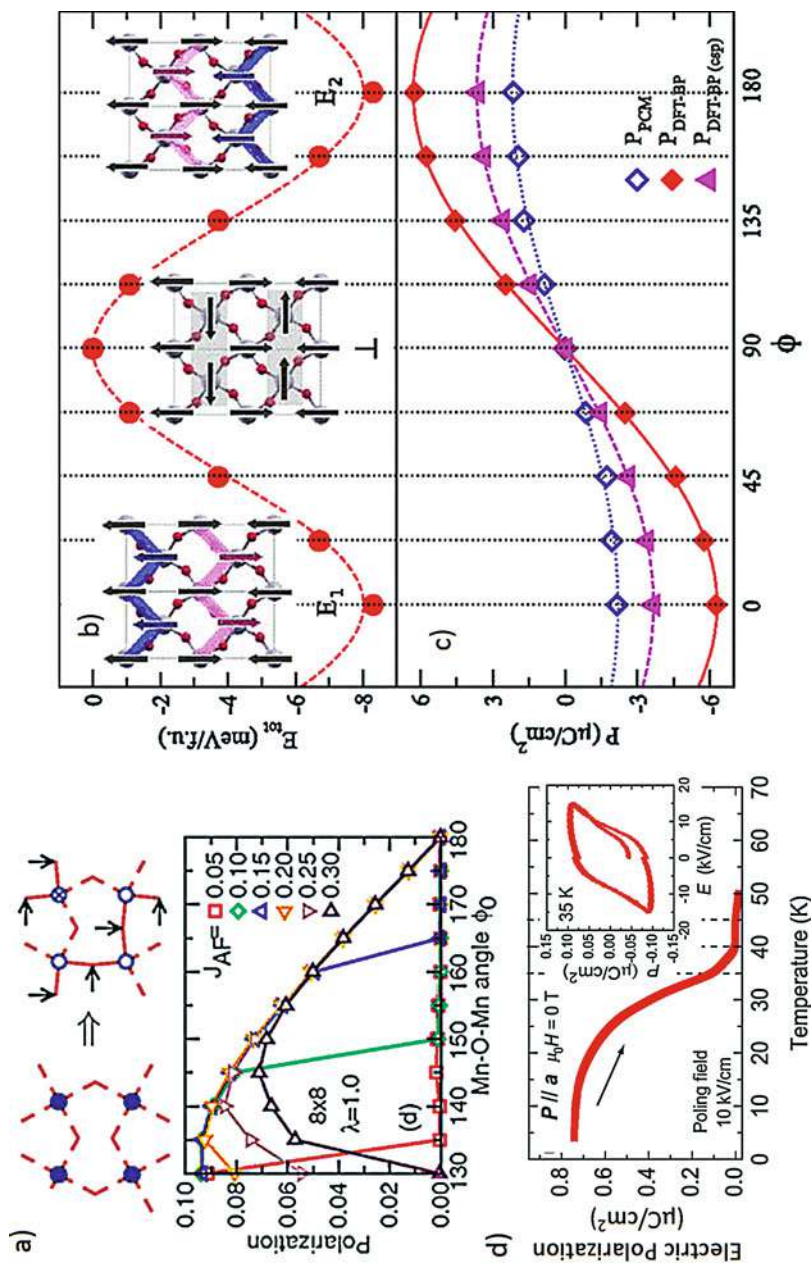 a)
0.10
0.08
0.06
0.04
0.02
0.00
Polarization
J_AF=
0.05
0.10
0.15
0.20
0.25
0.30
8x8
λ=1.0
(d)
130 140 150 160 170 180
Mn-O-Mn angle ϕ0
b)
0
-2
-4
-6
-8
E_tot (meV/f.u.)
E1
⊥
E2
c)
6
3
0
-3
-6
P (μC/cm²)
P_PCM
P_DFT-BP
P_DFT-BP (csp)
0 45 90 135 180
ϕ
d)
0.8
0.6
0.4
0.2
0.0
Electric Polarization
(μC/cm²)
P // a μ0H = 0 T
Poling field
10 kV/cm
0.15
0.10
0.05
0.00
-0.05
-0.10
-0.15
P (μC/cm²)
35 K
20 10 0 10 20
E (kV/cm)
0 10 20 30 40 50 60 70
Temperature (K)